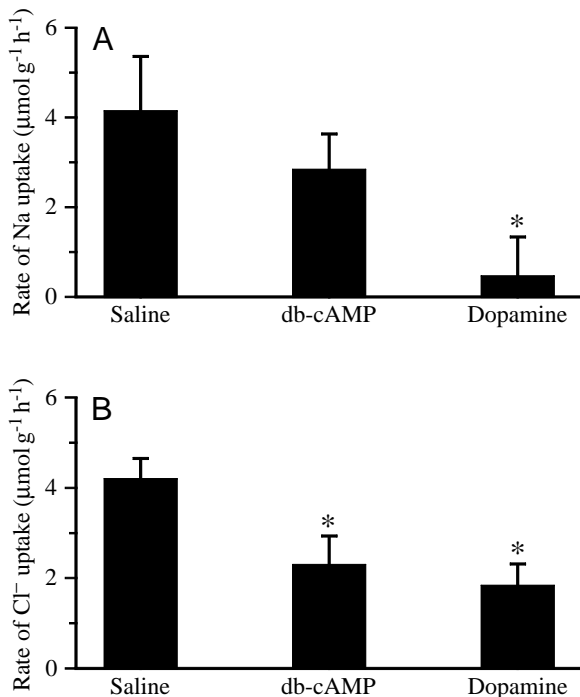 A
Rate of Na uptake (µmol g⁻¹ h⁻¹)
6
4
2
0
*
Saline db-cAMP Dopamine
B
Rate of Cl⁻ uptake (µmol g⁻¹ h⁻¹)
6
4
2
0
* *
Saline db-cAMP Dopamine